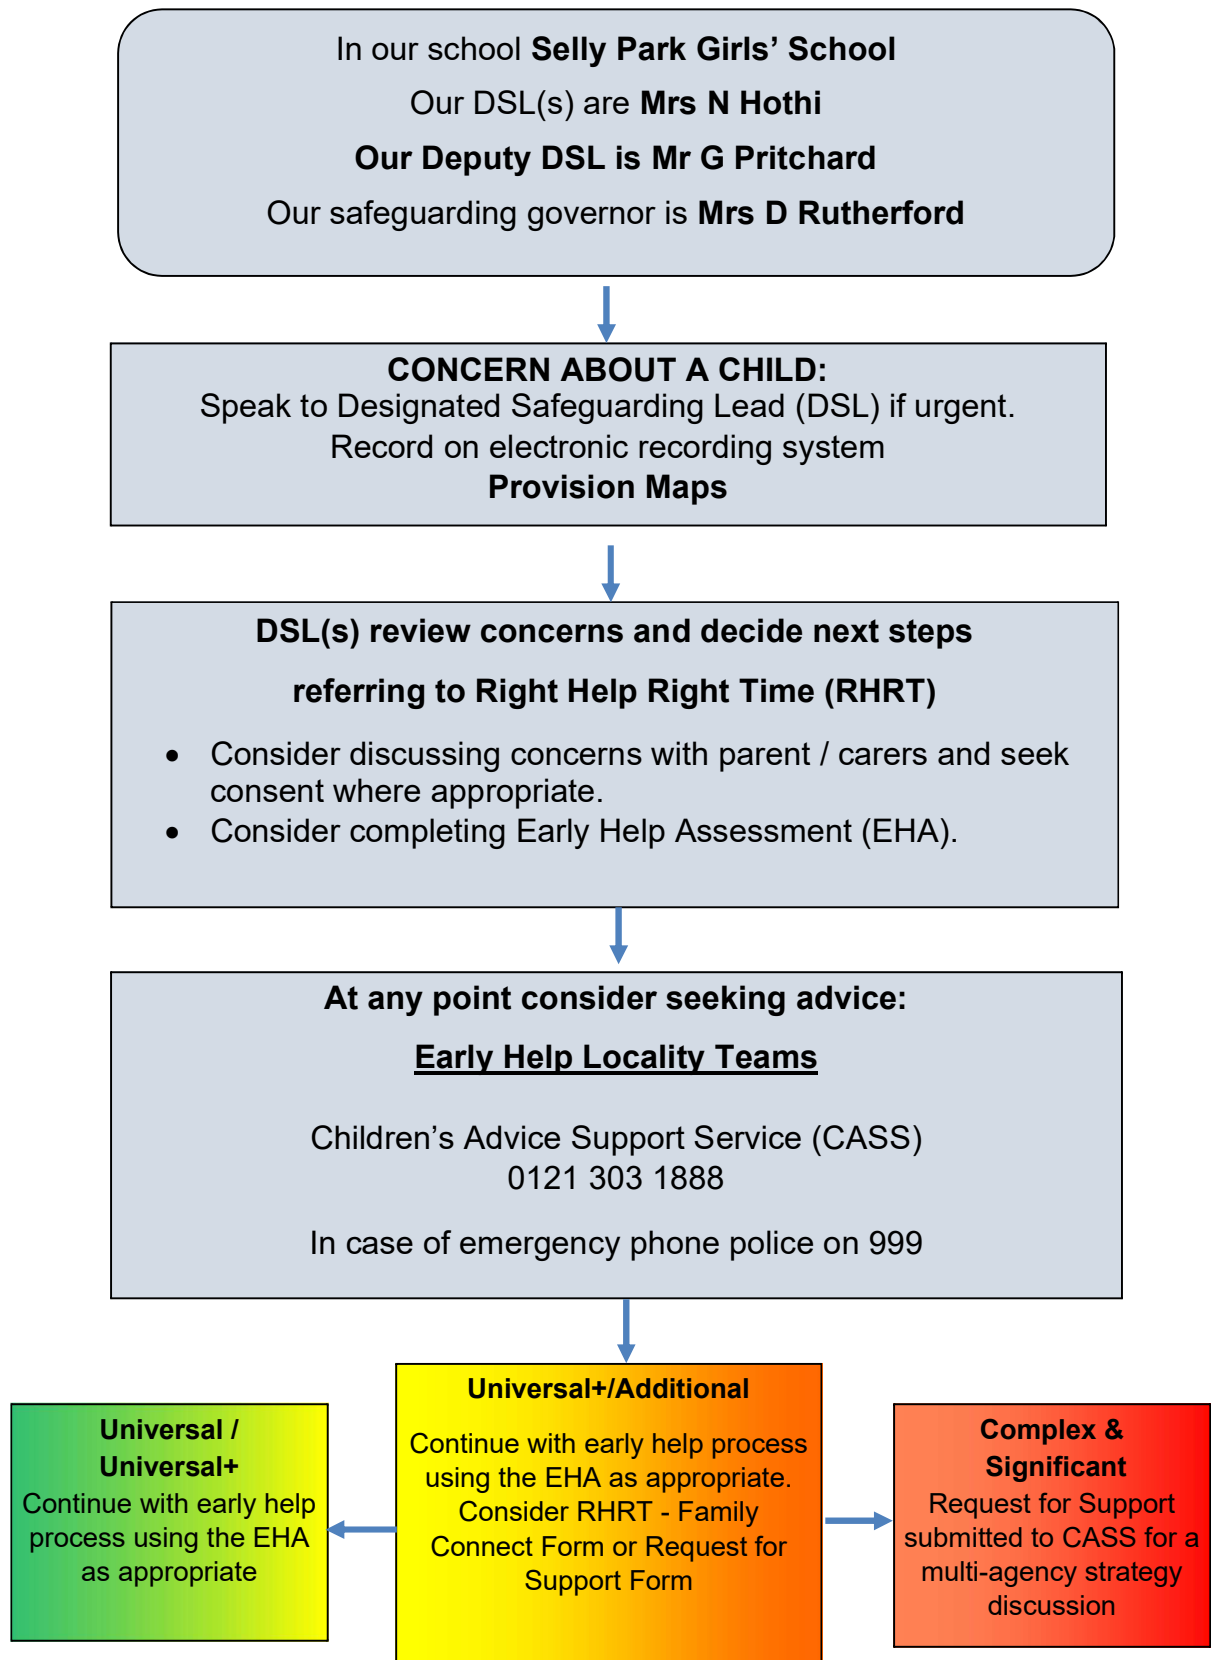 In our school Selly Park Girls’ School
Our DSL(s) are Mrs N Hothi
Our Deputy DSL is Mr G Pritchard
Our safeguarding governor is Mrs D Rutherford
CONCERN ABOUT A CHILD:
Speak to Designated Safeguarding Lead (DSL) if urgent.
Record on electronic recording system
Provision Maps
DSL(s) review concerns and decide next steps
referring to Right Help Right Time (RHRT)
• Consider discussing concerns with parent / carers and seek
consent where appropriate.
• Consider completing Early Help Assessment (EHA).
At any point consider seeking advice:
Early Help Locality Teams
Children’s Advice Support Service (CASS)
0121 303 1888
In case of emergency phone police on 999
Universal /
Universal+
Continue with early help
process using the EHA
as appropriate
Universal+/Additional
Continue with early help process
using the EHA as appropriate.
Consider RHRT - Family
Connect Form or Request for
Support Form
Complex &
Significant
Request for Support
submitted to CASS for a
multi-agency strategy
discussion